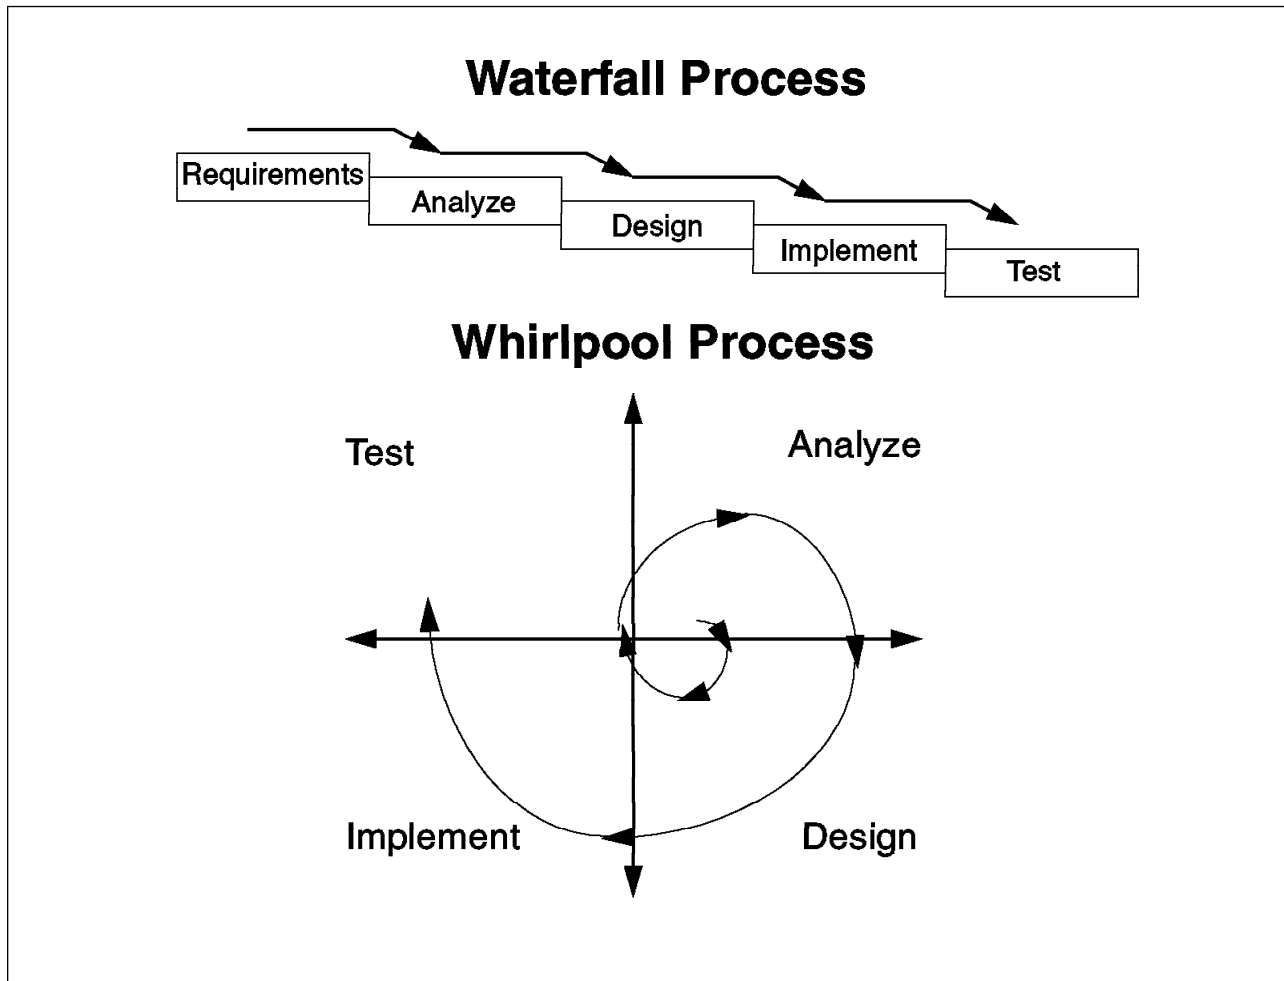 Waterfall Process
Requirements
Analyze
Design
Implement
Test
Whirlpool Process
Test
Analyze
Implement
Design